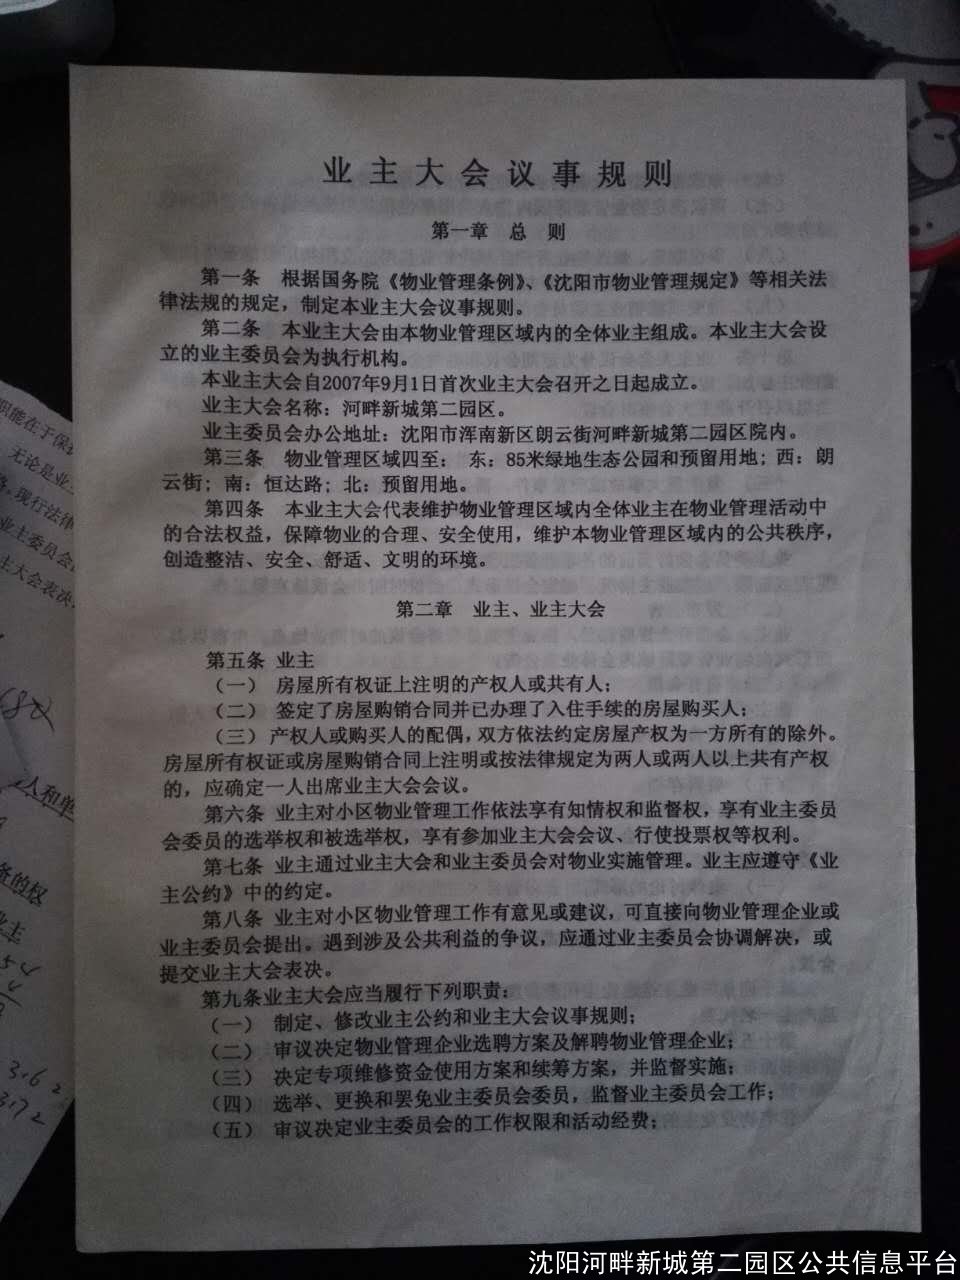 业主大会议事规则
第一章 总 则
第一条 根据国务院《物业管理条例》、《沈阳市物业管理规定》等相关法
律法规的规定，制定本业主大会议事规则。
第二条 本业主大会由本物业管理区域内的全体业主组成。本业主大会设
立的业主委员会为执行机构。
本业主大会自2007年9月1日首次业主大会召开之日起成立。
业主大会名称：河畔新城第二园区。
业主委员会办公地址：沈阳市浑南新区朗云街河畔新城第二园区院内。
第三条 物业管理区域四至： 东：85米绿地生态公园和预留用地；西：朗
云街；南：恒达路；北：预留用地。
第四条 本业主大会代表维护物业管理区域内全体业主在物业管理活动中
的合法权益，保障物业的合理、安全使用，维护本物业管理区域内的公共秩序，
创造整洁、安全、舒适、文明的环境。
第二章 业主、业主大会
第五条 业主
（一） 房屋所有权证上注明的产权人或共有人；
（二） 签定了房屋购销合同并已办理了入住手续的房屋购买人；
（三） 产权人或购买人的配偶，双方依法约定房屋产权为一方所有的除外。
房屋所有权证或房屋购销合同上注明或按法律规定为两人或两人以上共有产权
的，应确定一人出席业主大会会议。
第六条 业主对小区物业管理工作依法享有知情权和监督权，享有业主委员
会委员的选举权和被选举权，享有参加业主大会会议、行使投票权等权利。
第七条 业主通过业主大会和业主委员会对物业实施管理。业主应遵守《业
主公约》中的约定。
第八条 业主对小区物业管理工作有意见或建议，可直接向物业管理企业或
业主委员会提出。遇到涉及公共利益的争议，应通过业主委员会协调解决，或
提交业主大会表决。
第九条业主大会应当履行下列职责：
（一） 制定、修改业主公约和业主大会议事规则；
（二） 审议决定物业管理企业选聘方案及解聘物业管理企业；
（三） 决定专项维修资金使用方案和续筹方案，并监督实施；
（四） 选举、更换和罢免业主委员会委员，监督业主委员会工作；
（五） 审议决定业主委员会的工作权限和活动经费；
职能在于保
无论是业
现行法律
业主委员会
主大会表决
人和单
务的权
业主
沈阳河畔新城第二园区公共信息平台